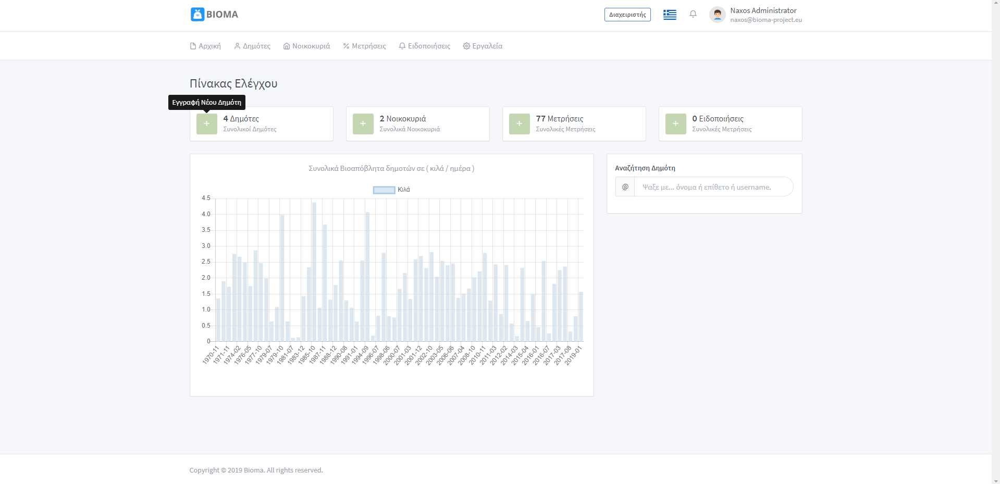 BIOMA
Διαχειριστής
Naxos Administrator
naxos@bioma-project.eu
Αρχική
Δημότες
Νοικοκυριά
Μετρήσεις
Ειδοποιήσεις
Εργαλεία
Πίνακας Ελέγχου
Εγγραφή Νέου Δημότη
+
4 Δημότες
Συνολικοί Δημότες
+
2 Νοικοκυριά
Συνολικά Νοικοκυριά
+
77 Μετρήσεις
Συνολικές Μετρήσεις
+
0 Ειδοποιήσεις
Συνολικές Μετρήσεις
Συνολικά Βιοαπόβλητα δημοτών σε ( κιλά / ημέρα )
Κιλά
4.5
4.0
3.5
3.0
2.5
2.0
1.5
1.0
0.5
0
1970-11
1971-11
1974-02
1976-05
1977-10
1979-07
1979-10
1981-07
1983-12
1985-10
1987-11
1988-12
1990-08
1991-01
1994-09
1996-07
1998-06
2000-07
2001-03
2001-12
2002-10
2003-05
2006-06
2007-04
2008-10
2010-11
2011-03
2012-02
2014-03
2015-04
2016-01
2016-07
2017-03
2017-08
2019-01
Αναζήτηση Δημότη
@
Ψαξε με... όνομα ή επίθετο ή username.
Copyright © 2019 Bioma. All rights reserved.